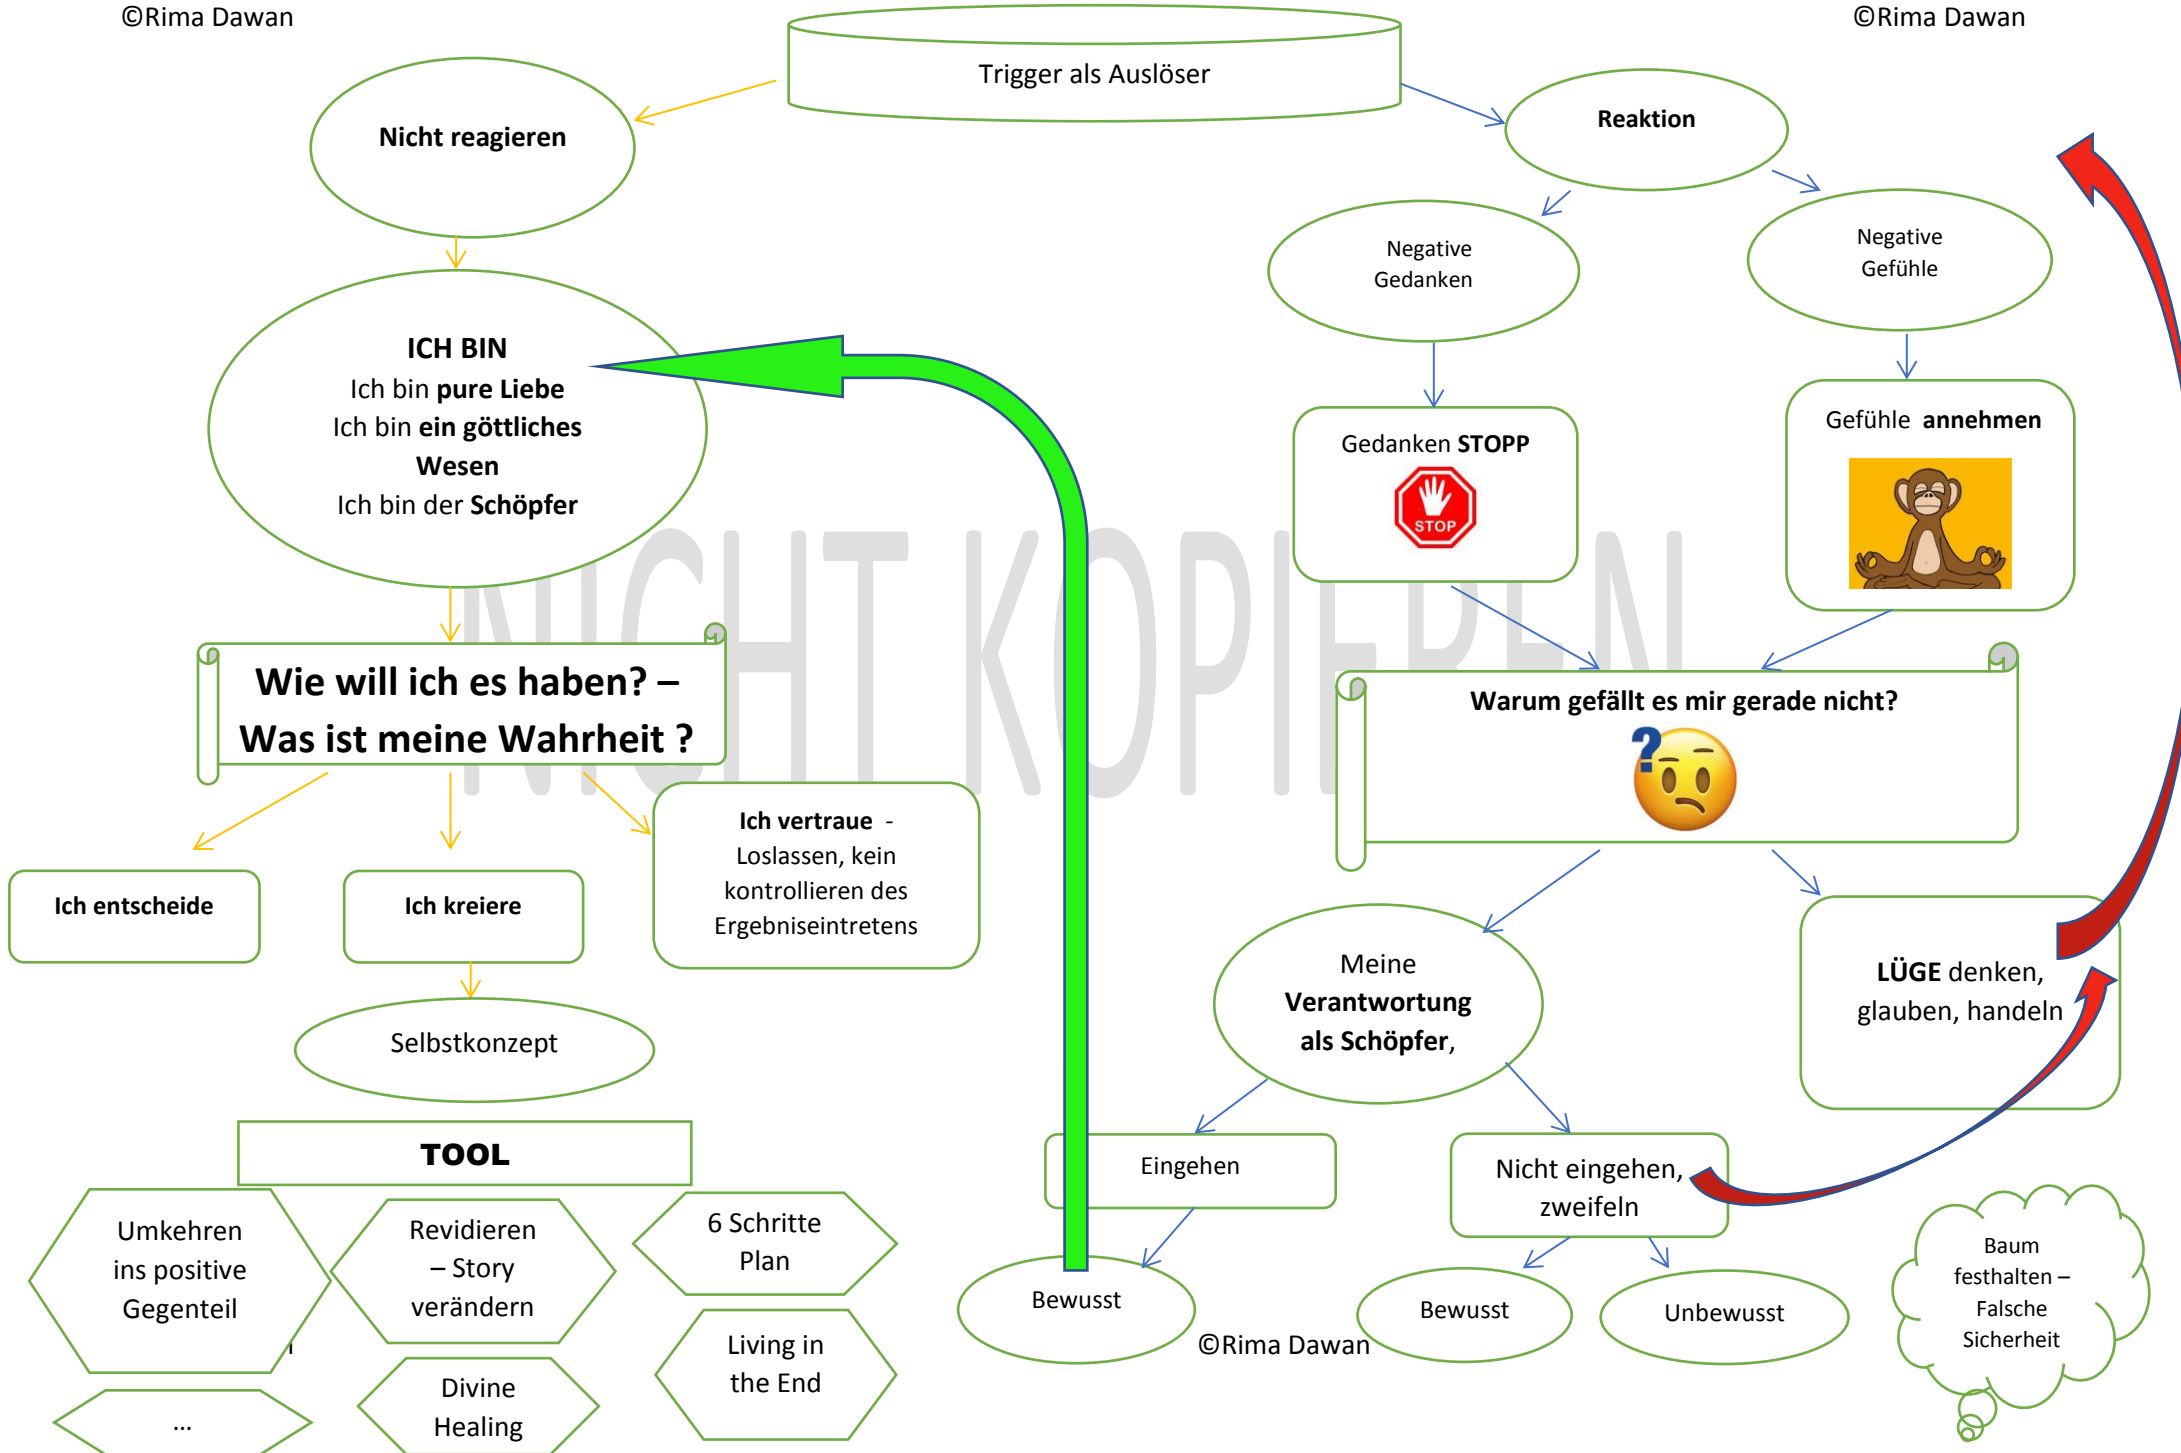 ©Rima Dawan
©Rima Dawan
Trigger als Auslöser
Nicht reagieren
Reaktion
Negative
Gedanken
Negative
Gefühle
ICH BIN
Ich bin pure Liebe
Ich bin ein göttliches
Wesen
Ich bin der Schöpfer
Gedanken STOPP
STOP
Gefühle annehmen
NICHT KOPIEREN
Wie will ich es haben? –
Was ist meine Wahrheit ?
Warum gefällt es mir gerade nicht?
?
Ich entscheide
Ich kreiere
Ich vertraue -
Loslassen, kein
kontrollieren des
Ergebniseintretens
Meine
Verantwortung
als Schöpfer,
LÜGE denken,
glauben, handeln
Selbstkonzept
TOOL
Eingehen
Nicht eingehen,
zweifeln
Umkehren
ins positive
Gegenteil
Revidieren
– Story
verändern
6 Schritte
Plan
Bewusst
Bewusst
Unbewusst
Baum
festhalten –
Falsche
Sicherheit
©Rima Dawan
Living in
the End
Divine
Healing
...